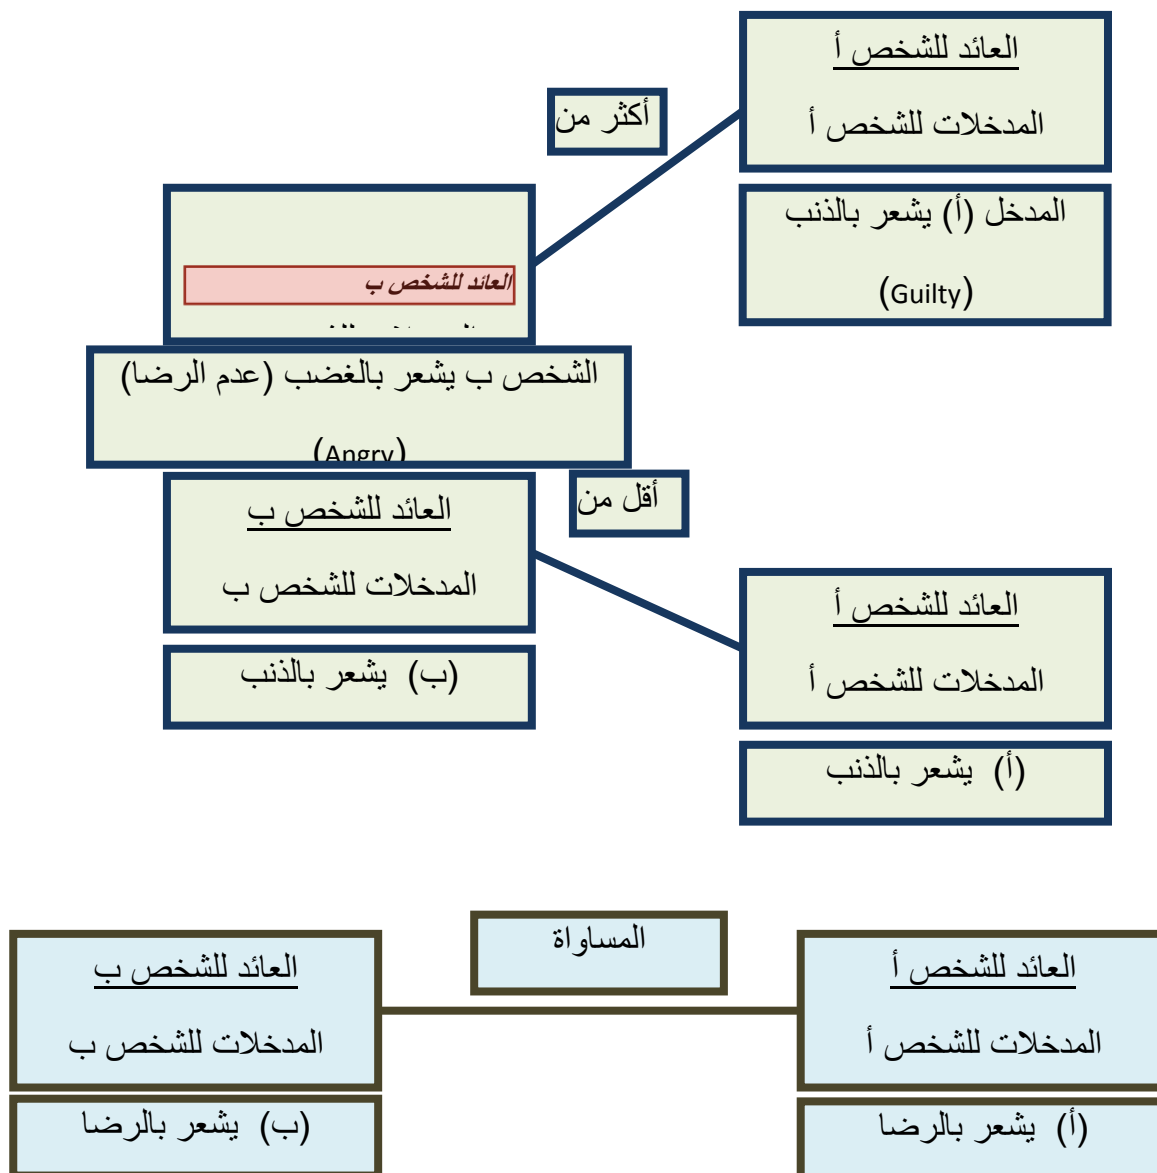 العائد للشخص أ
المدخلات للشخص أ
أكثر من
المدخل (أ) يشعر بالذنب
(Guilty)
العائد للشخص ب
الشخص ب يشعر بالغضب (عدم الرضا)
(Angry)
أقل من
العائد للشخص ب
المدخلات للشخص ب
(ب) يشعر بالذنب
العائد للشخص أ
المدخلات للشخص أ
(أ) يشعر بالذنب
المساواة
العائد للشخص أ
المدخلات للشخص أ
(أ) يشعر بالرضا
العائد للشخص ب
المدخلات للشخص ب
(ب) يشعر بالرضا